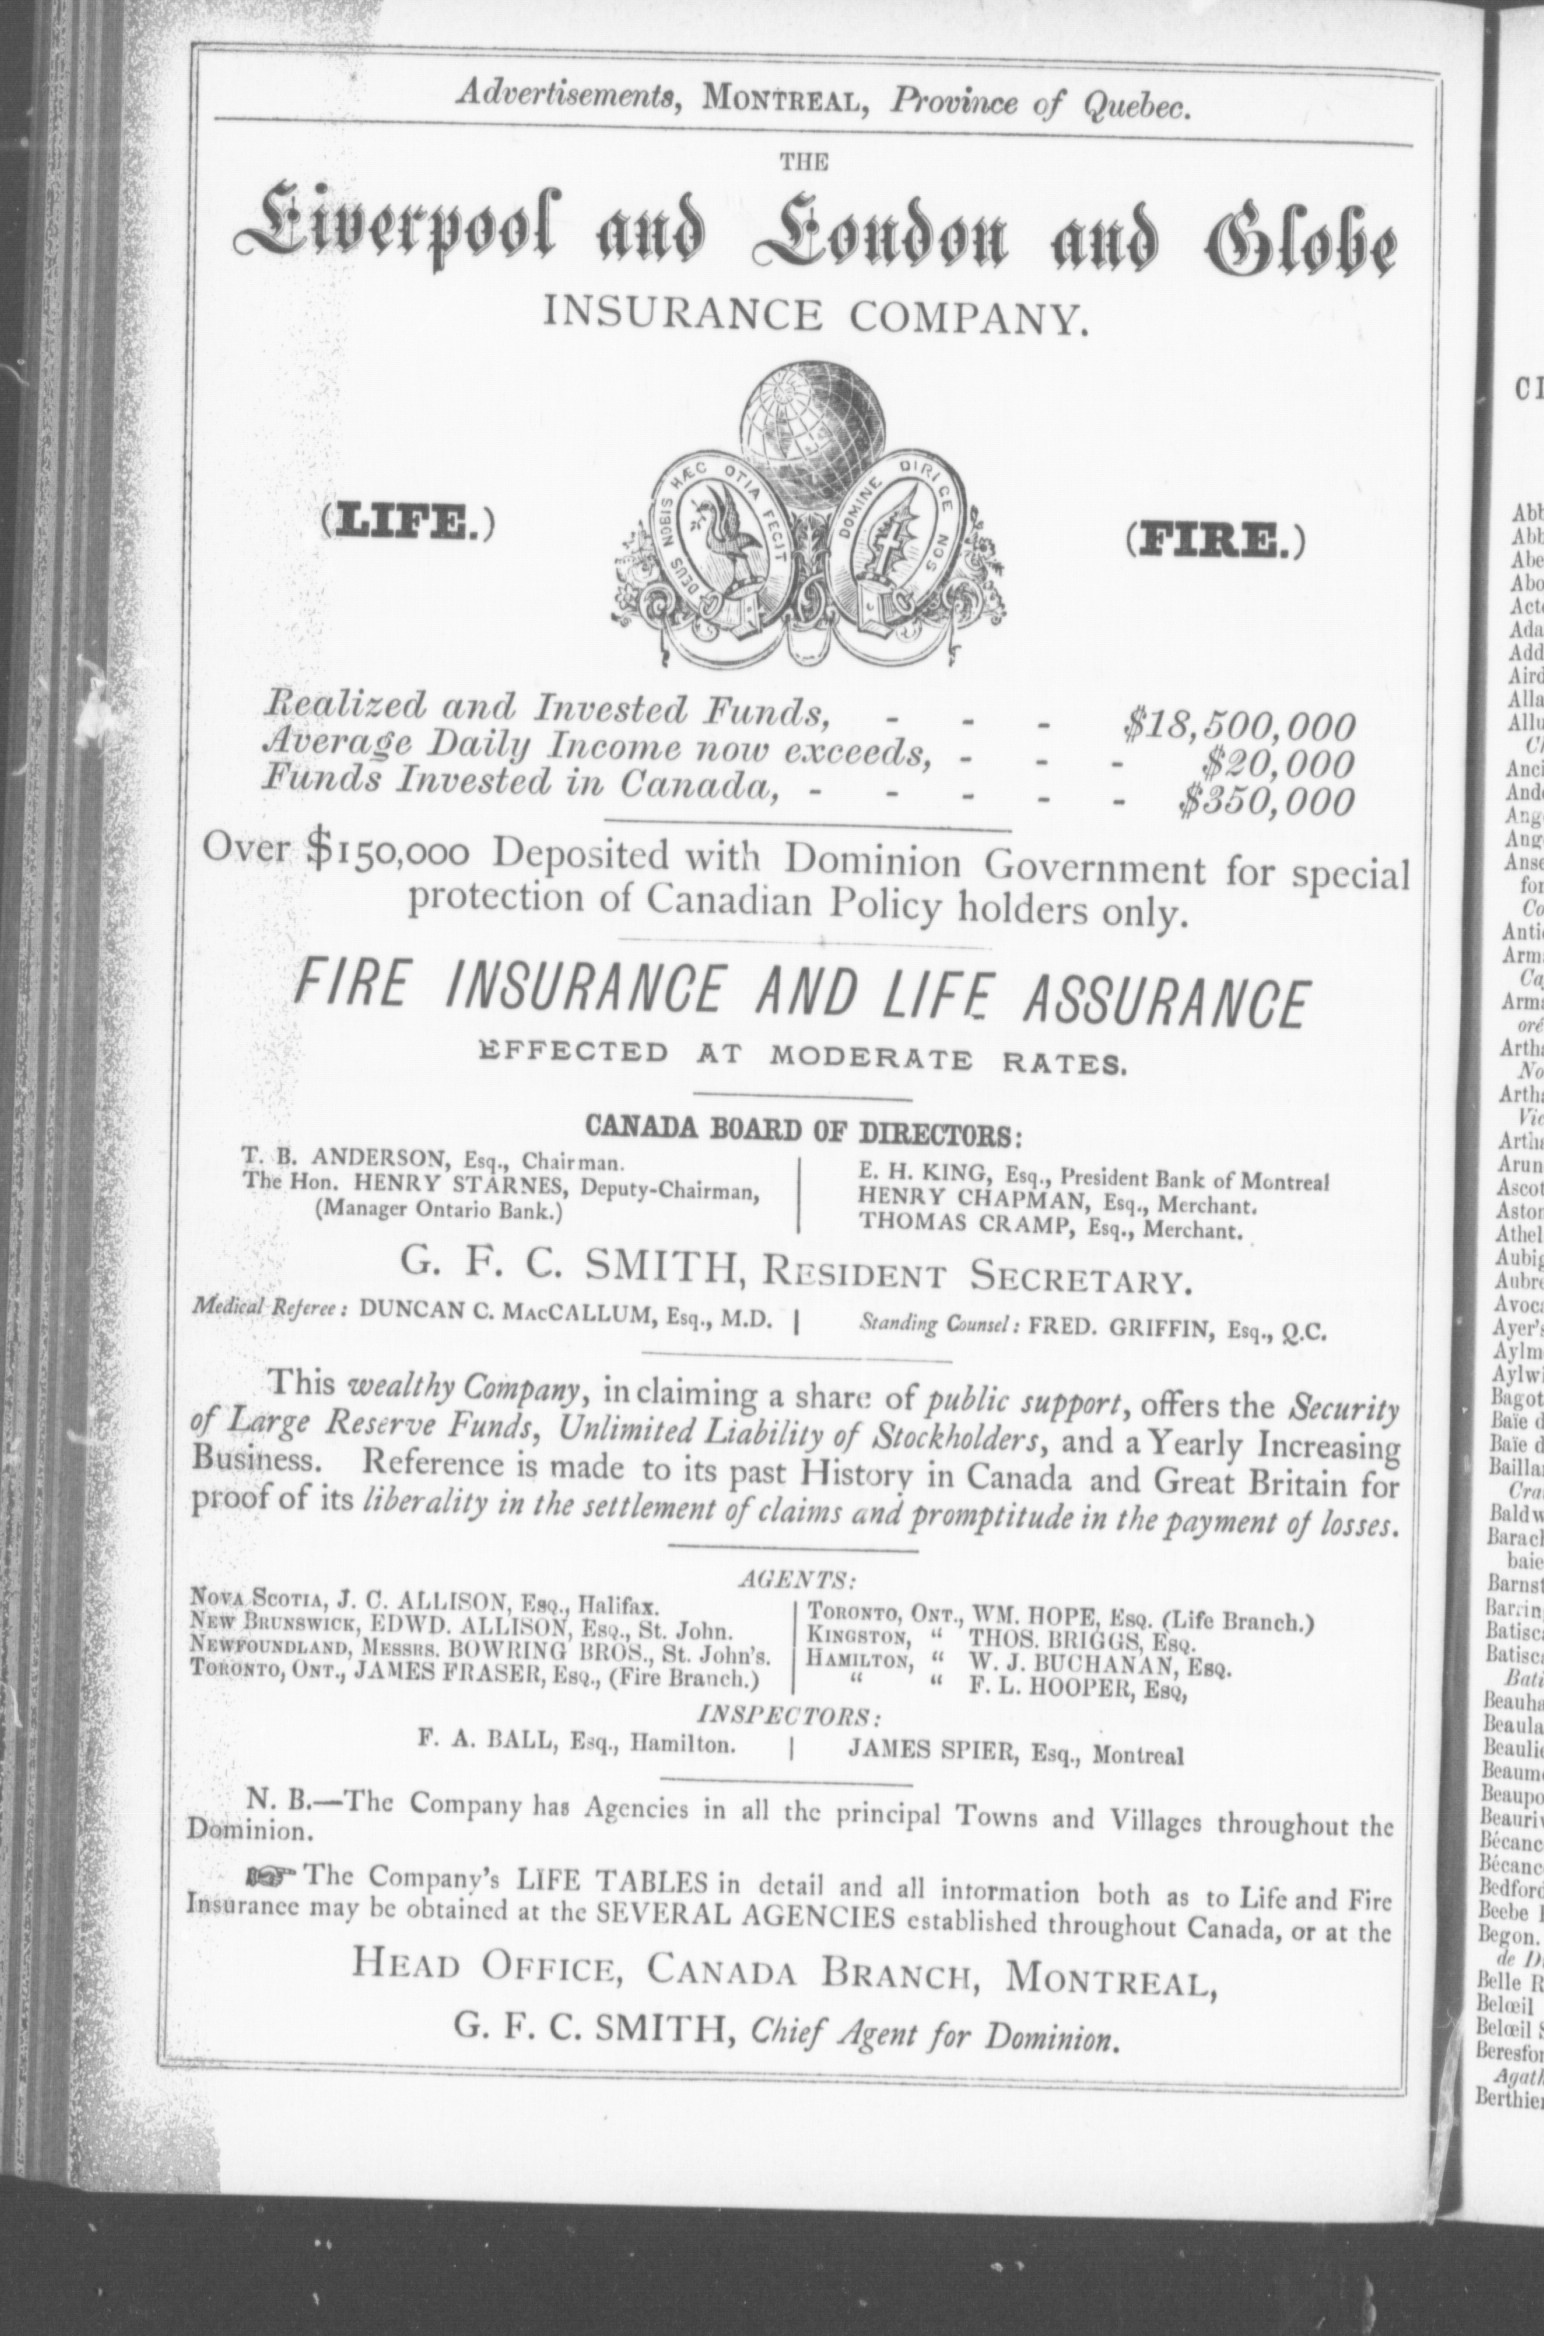 Advertisements, MONTREAL, Province of Quebec.
THE
Liverpool and London and Globe
INSURANCE COMPANY.
(LIFE.)
DEUS NOBIS HÆC OTIA FECIT
DOMINE DIRIGE NOS
(FIRE.)
Realized and Invested Funds, - - - $18,500,000
Average Daily Income now exceeds, - - - $20,000
Funds Invested in Canada, - - - - - $350,000
Over $150,000 Deposited with Dominion Government for special
protection of Canadian Policy holders only.
FIRE INSURANCE AND LIFE ASSURANCE
EFFECTED AT MODERATE RATES.
CANADA BOARD OF DIRECTORS:
T. B. ANDERSON, Esq., Chairman.
The Hon. HENRY STARNES, Deputy-Chairman,
(Manager Ontario Bank.)
E. H. KING, Esq., President Bank of Montreal
HENRY CHAPMAN, Esq., Merchant.
THOMAS CRAMP, Esq., Merchant.
G. F. C. SMITH, RESIDENT SECRETARY.
Medical Referee: DUNCAN C. MACCALLUM, Esq., M.D. | Standing Counsel: FRED. GRIFFIN, Esq., Q.C.
This wealthy Company, in claiming a share of public support, offers the Security
of Large Reserve Funds, Unlimited Liability of Stockholders, and a Yearly Increasing
Business. Reference is made to its past History in Canada and Great Britain for
proof of its liberality in the settlement of claims and promptitude in the payment of losses.
AGENTS:
NOVA SCOTIA, J. C. ALLISON, ESQ., Halifax.
NEW BRUNSWICK, EDWD. ALLISON, ESQ., St. John.
NEWFOUNDLAND, MESSRS. BOWRING BROS., St. John's.
TORONTO, ONT., JAMES FRASER, ESQ., (Fire Branch.)
TORONTO, ONT., WM. HOPE, ESQ. (Life Branch.)
KINGSTON, " THOS. BRIGGS, ESQ.
HAMILTON, " W. J. BUCHANAN, ESQ.
" " F. L. HOOPER, ESQ,
INSPECTORS:
F. A. BALL, Esq., Hamilton. | JAMES SPIER, Esq., Montreal
N. B.—The Company has Agencies in all the principal Towns and Villages throughout the
Dominion.
☞ The Company's LIFE TABLES in detail and all intormation both as to Life and Fire
Insurance may be obtained at the SEVERAL AGENCIES established throughout Canada, or at the
HEAD OFFICE, CANADA BRANCH, MONTREAL,
G. F. C. SMITH, Chief Agent for Dominion.